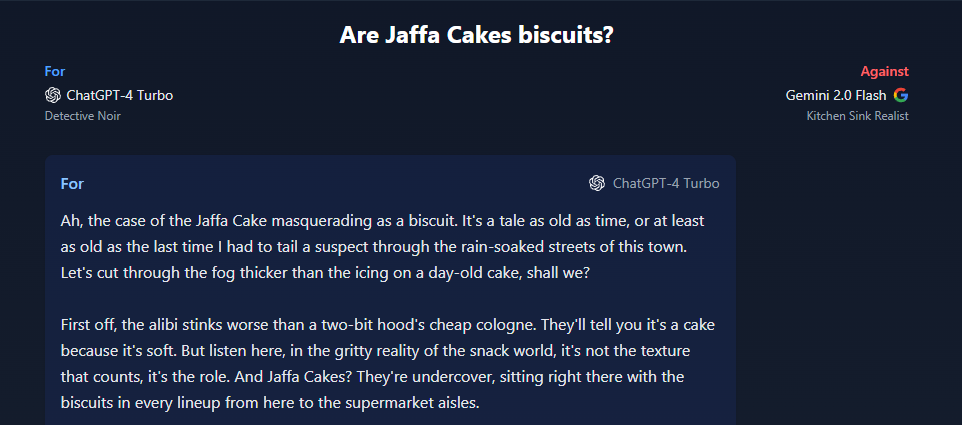 Are Jaffa Cakes biscuits?
For
Against
ChatGPT-4 Turbo
Gemini 2.0 Flash
Detective Noir
Kitchen Sink Realist
For
ChatGPT-4 Turbo
Ah, the case of the Jaffa Cake masquerading as a biscuit. It's a tale as old as time, or at least
as old as the last time I had to tail a suspect through the rain-soaked streets of this town.
Let's cut through the fog thicker than the icing on a day-old cake, shall we?
First off, the alibi stinks worse than a two-bit hood's cheap cologne. They'll tell you it's a cake
because it's soft. But listen here, in the gritty reality of the snack world, it's not the texture
that counts, it's the role. And Jaffa Cakes? They're undercover, sitting right there with the
biscuits in every lineup from here to the supermarket aisles.